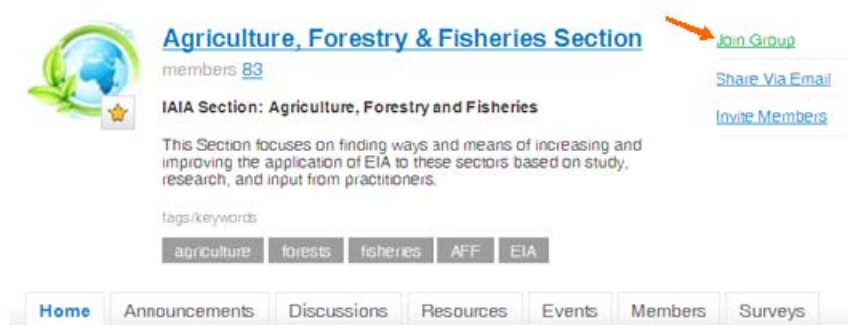 Agriculture, Forestry & Fisheries Section
Join Group
members 83
Share Via Email
IAIA Section: Agriculture, Forestry and Fisheries
Invite Members
This Section focuses on finding ways and means of increasing and
improving the application of EIA to these sectors based on study,
research, and input from practitioners.
tags/keywords
agriculture forests fisheries AFF EIA
Home Announcements Discussions Resources Events Members Surveys